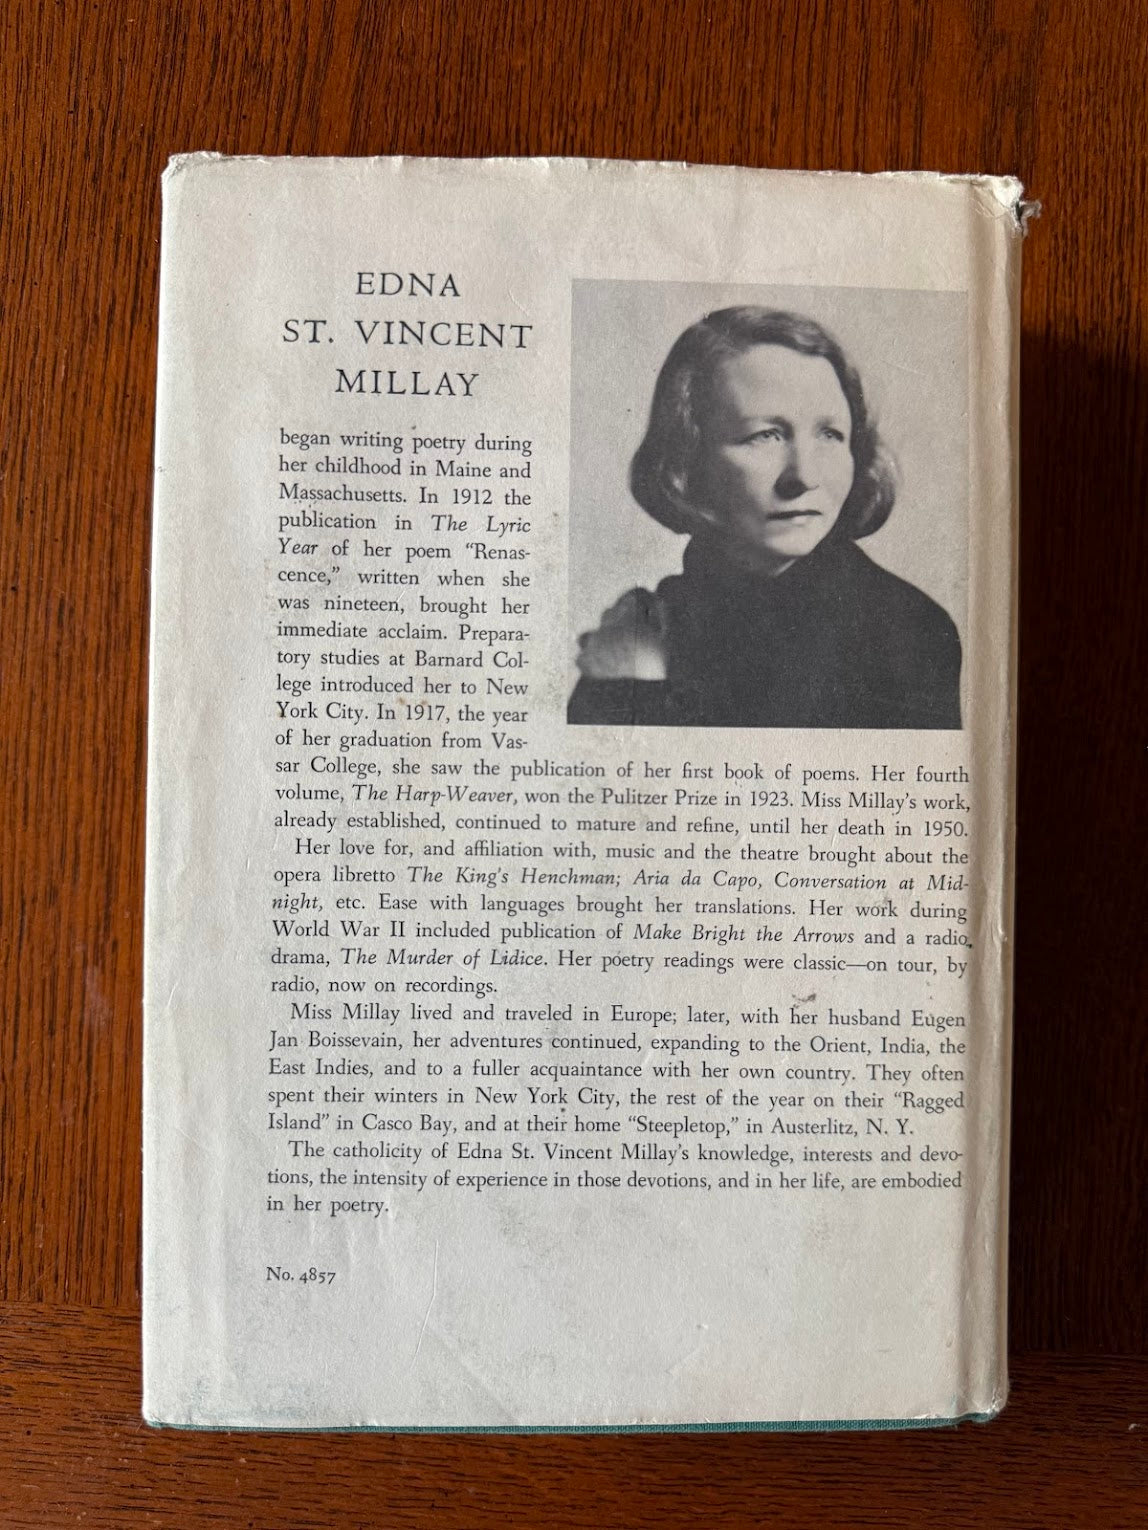 EDNA
ST. VINCENT
MILLAY
began writing poetry during
her childhood in Maine and
Massachusetts. In 1912 the
publication in The Lyric
Year of her poem “Renas-
cence,” written when she
was nineteen, brought her
immediate acclaim. Prepara-
tory studies at Barnard Col-
lege introduced her to New
York City. In 1917, the year
of her graduation from Vas-
sar College, she saw the publication of her first book of poems. Her fourth
volume, The Harp-Weaver, won the Pulitzer Prize in 1923. Miss Millay’s work,
already established, continued to mature and refine, until her death in 1950.
Her love for, and affiliation with, music and the theatre brought about the
opera libretto The King’s Henchman; Aria da Capo, Conversation at Mid-
night, etc. Ease with languages brought her translations. Her work during
World War II included publication of Make Bright the Arrows and a radio
drama, The Murder of Lidice. Her poetry readings were classic—on tour, by
radio, now on recordings.
Miss Millay lived and traveled in Europe; later, with her husband Eugen
Jan Boissevain, her adventures continued, expanding to the Orient, India, the
East Indies, and to a fuller acquaintance with her own country. They often
spent their winters in New York City, the rest of the year on their “Ragged
Island” in Casco Bay, and at their home “Steepletop,” in Austerlitz, N. Y.
The catholicity of Edna St. Vincent Millay’s knowledge, interests and devo-
tions, the intensity of experience in those devotions, and in her life, are embodied
in her poetry.
No. 4857